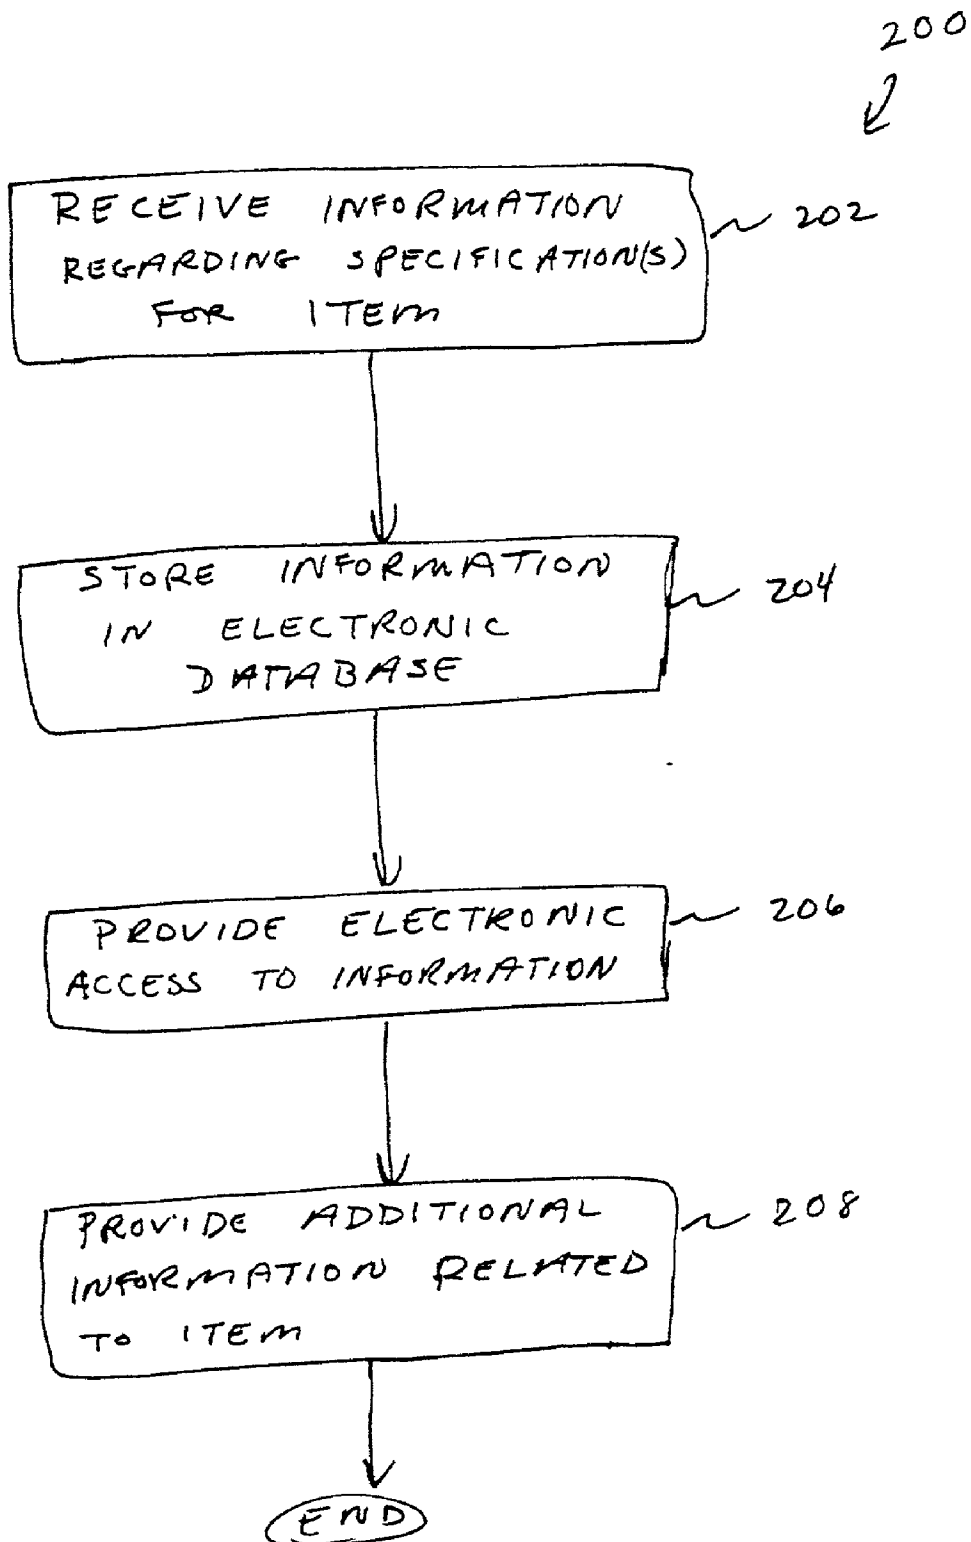 200
RECEIVE INFORMATION
REGARDING SPECIFICATION(S)
FOR ITEM
202
STORE INFORMATION
IN ELECTRONIC
DATABASE
204
PROVIDE ELECTRONIC
ACCESS TO INFORMATION
206
PROVIDE ADDITIONAL
INFORMATION RELATED
TO ITEM
208
END